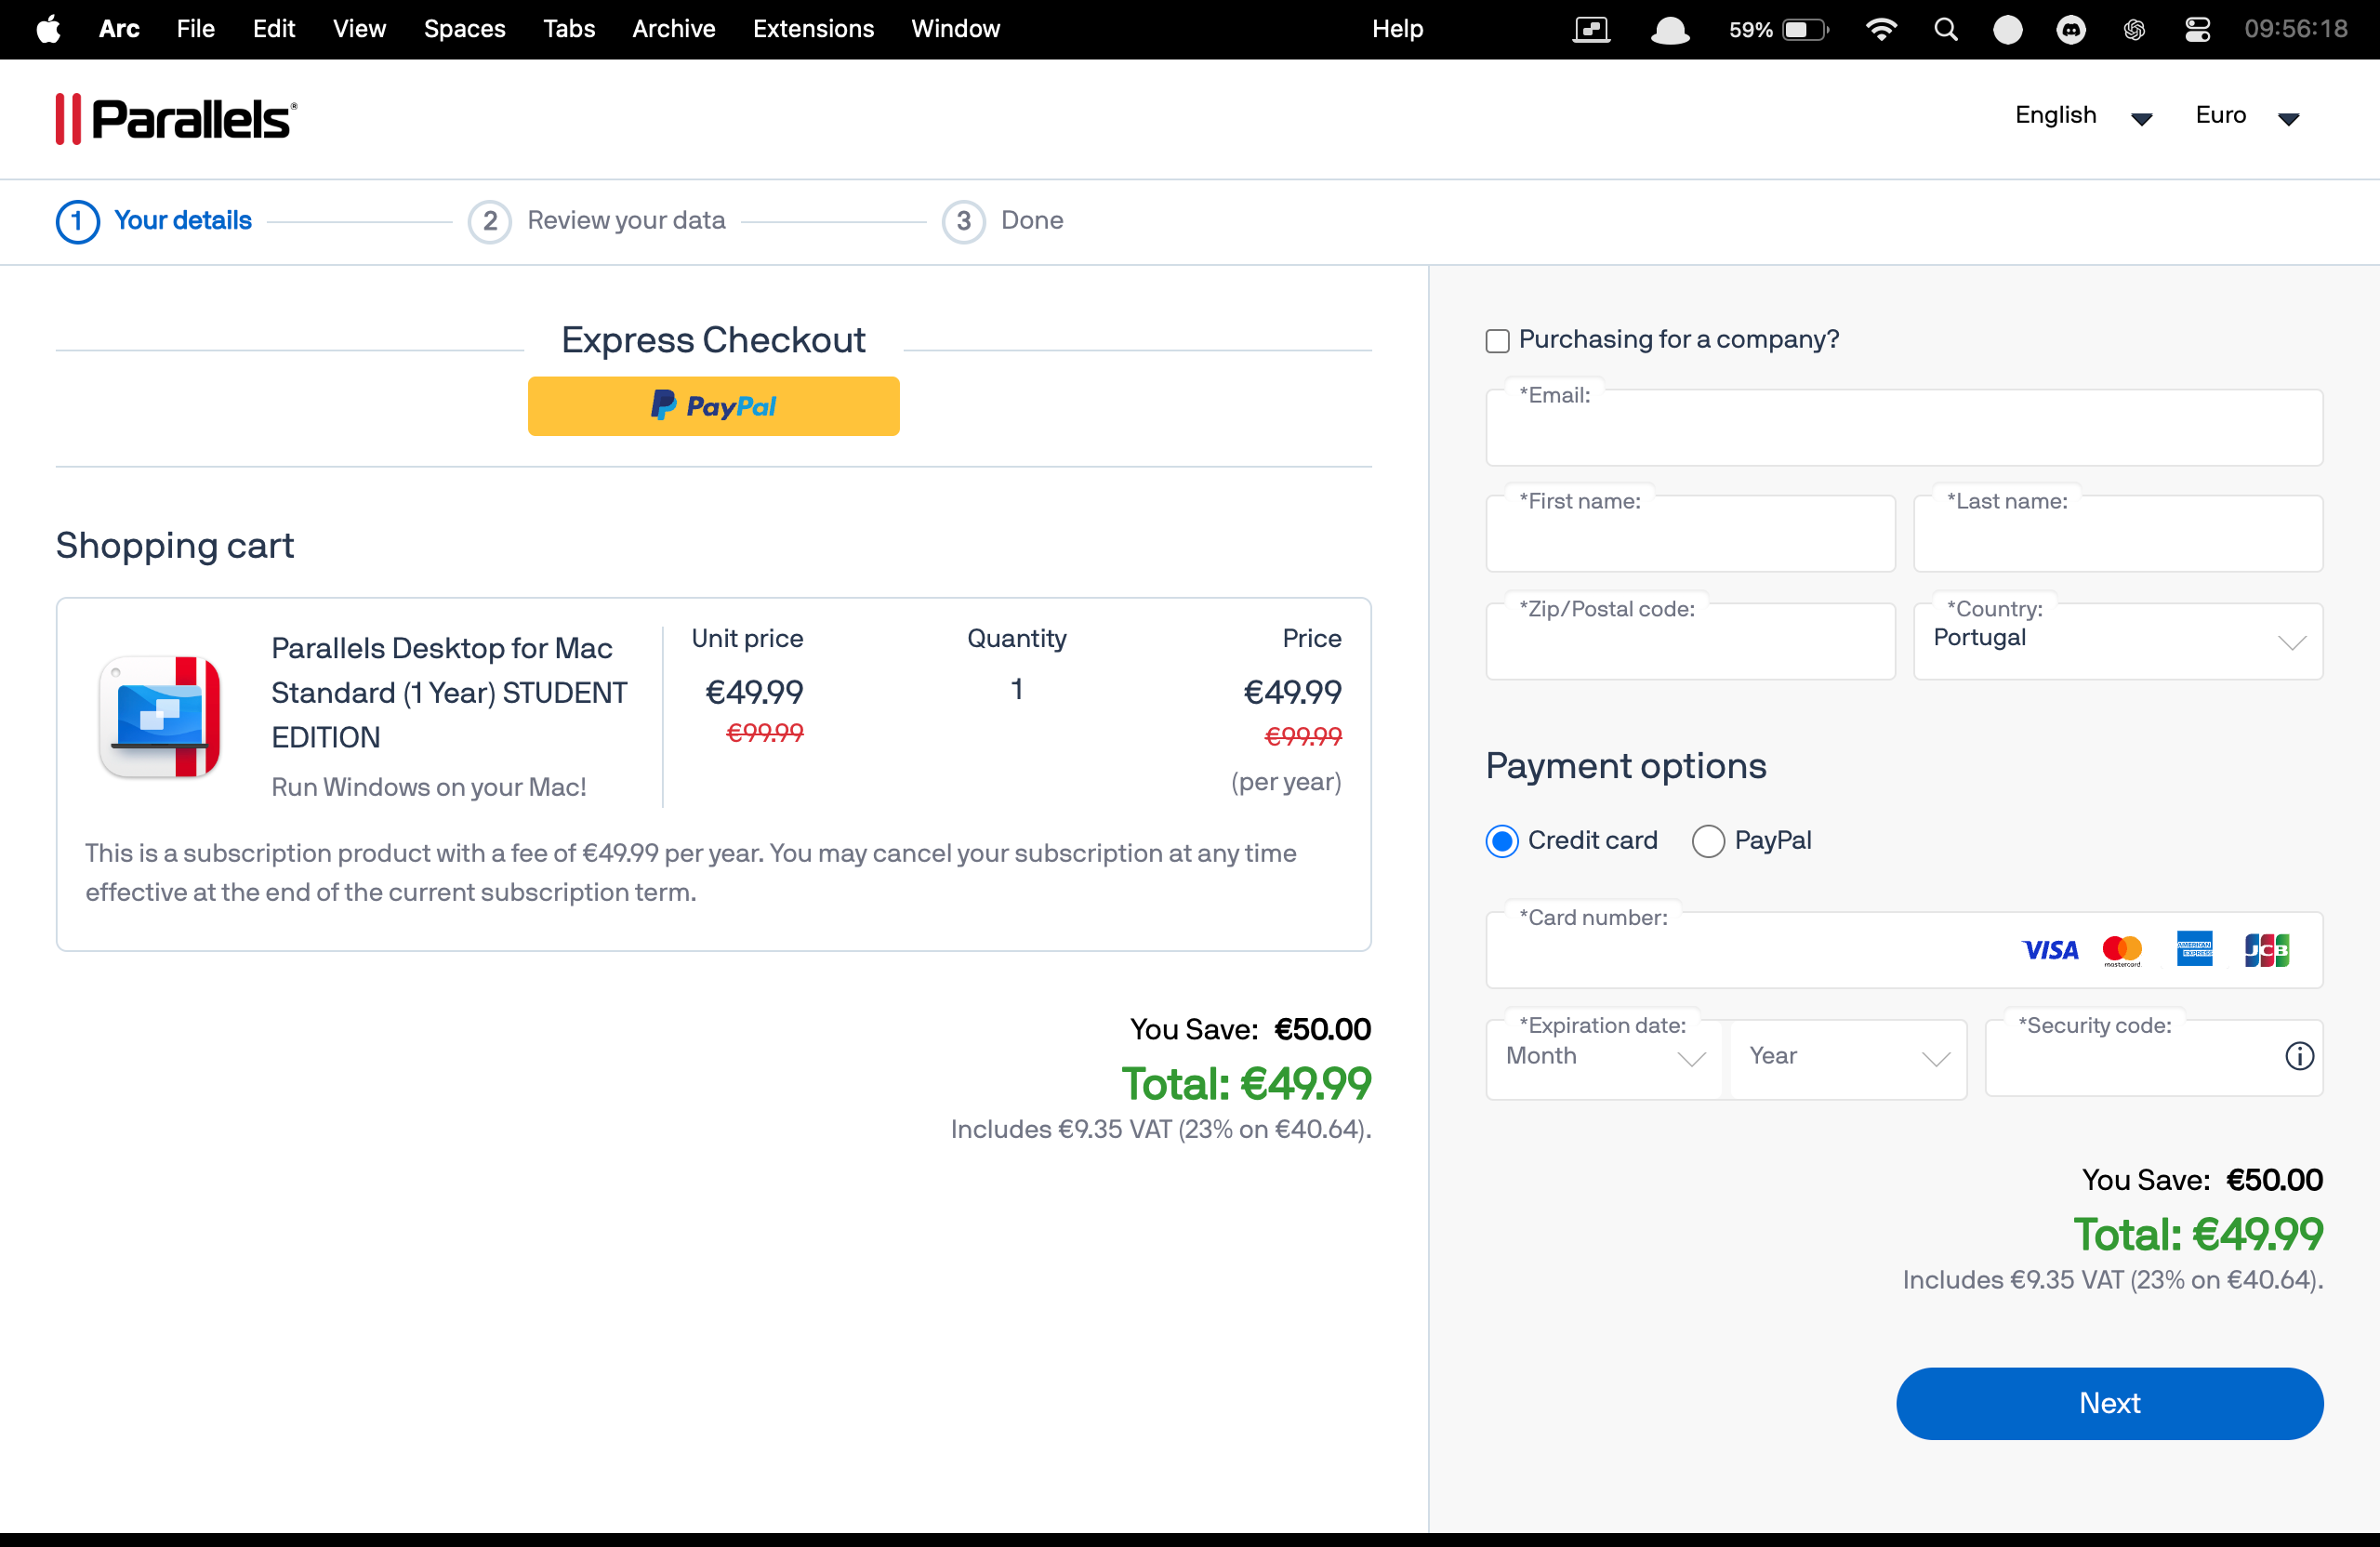 Arc File Edit View Spaces Tabs Archive Extensions Window Help 59% 09:56:18
Parallels®
English Euro
1 Your details 2 Review your data 3 Done
Express Checkout
PayPal
Shopping cart
Parallels Desktop for Mac
Standard (1 Year) STUDENT
EDITION
Run Windows on your Mac!
Unit price Quantity Price
€49.99 1 €49.99
€99.99 €99.99
(per year)
This is a subscription product with a fee of €49.99 per year. You may cancel your subscription at any time
effective at the end of the current subscription term.
You Save: €50.00
Total: €49.99
Includes €9.35 VAT (23% on €40.64).
Purchasing for a company?
*Email:
*First name: *Last name:
*Zip/Postal code: *Country:
Portugal
Payment options
Credit card PayPal
*Card number:
VISA mastercard AMERICAN EXPRESS JCB
*Expiration date: *Security code:
Month Year
You Save: €50.00
Total: €49.99
Includes €9.35 VAT (23% on €40.64).
Next